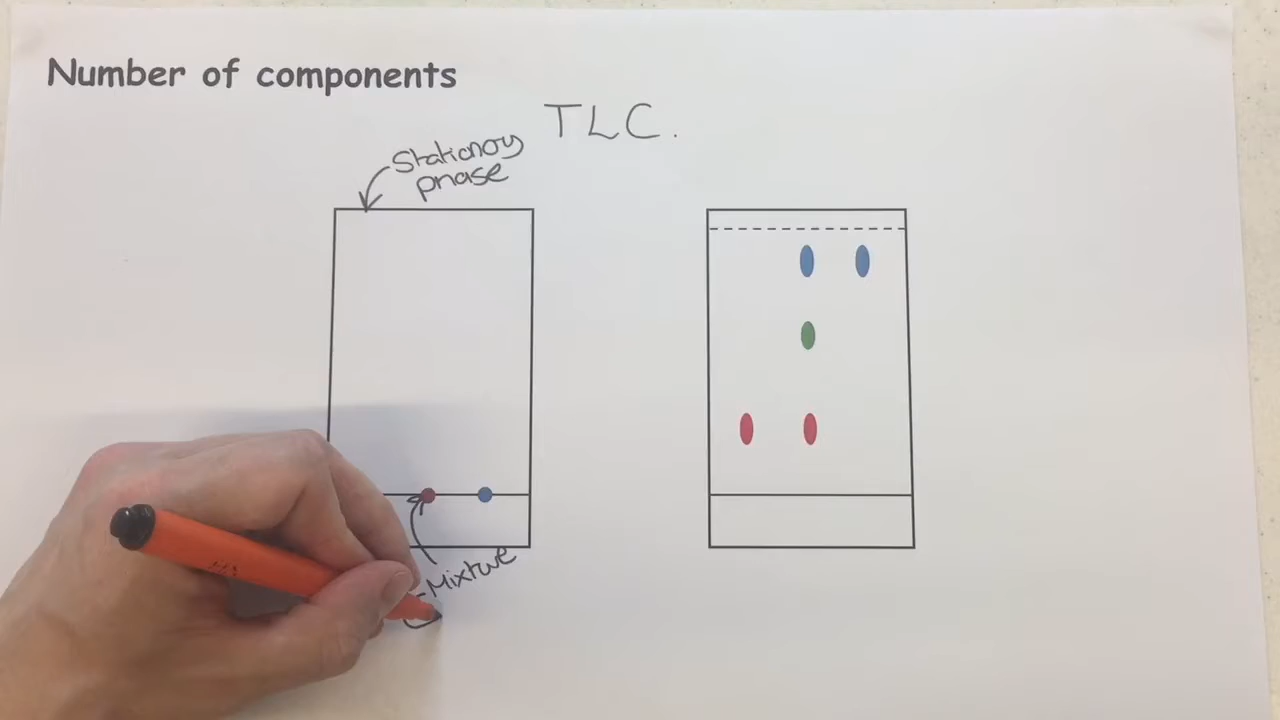 Number of components
TLC.
Stationary
phase
Mixture